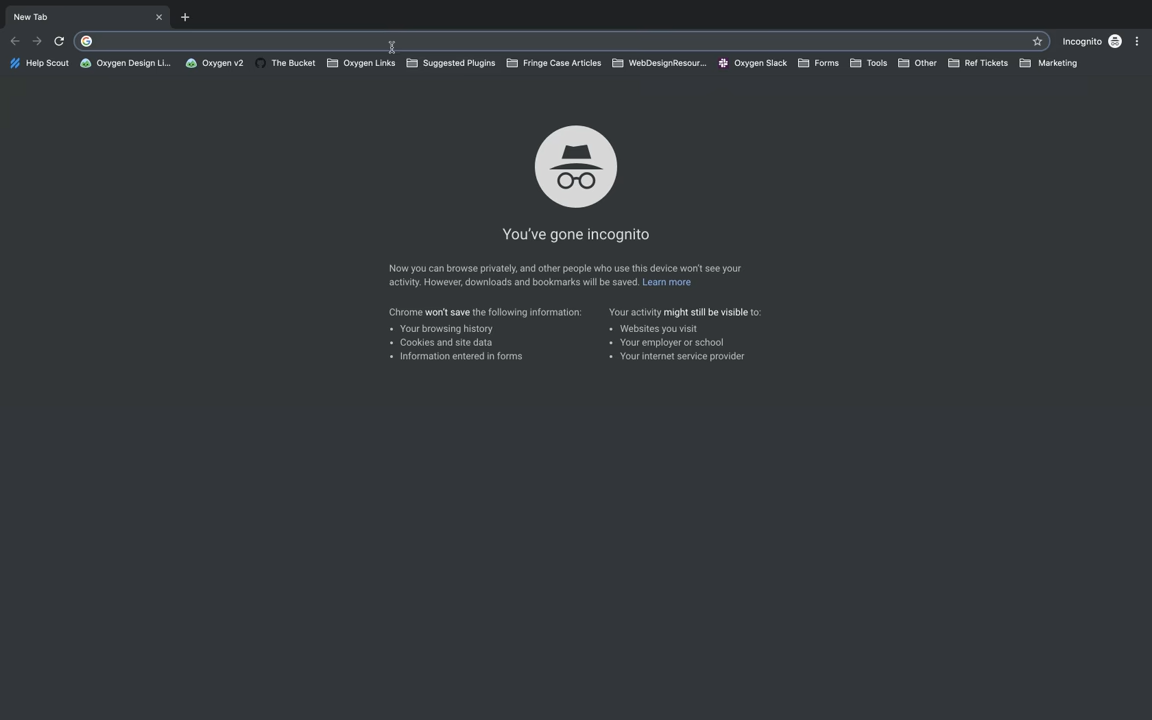 New Tab
Incognito
Help Scout Oxygen Design Li... Oxygen v2 The Bucket Oxygen Links Suggested Plugins Fringe Case Articles WebDesignResour... Oxygen Slack Forms Tools Other Ref Tickets Marketing
You've gone incognito
Now you can browse privately, and other people who use this device won't see your
activity. However, downloads and bookmarks will be saved. Learn more
Chrome won't save the following information:
• Your browsing history
• Cookies and site data
• Information entered in forms
Your activity might still be visible to:
• Websites you visit
• Your employer or school
• Your internet service provider